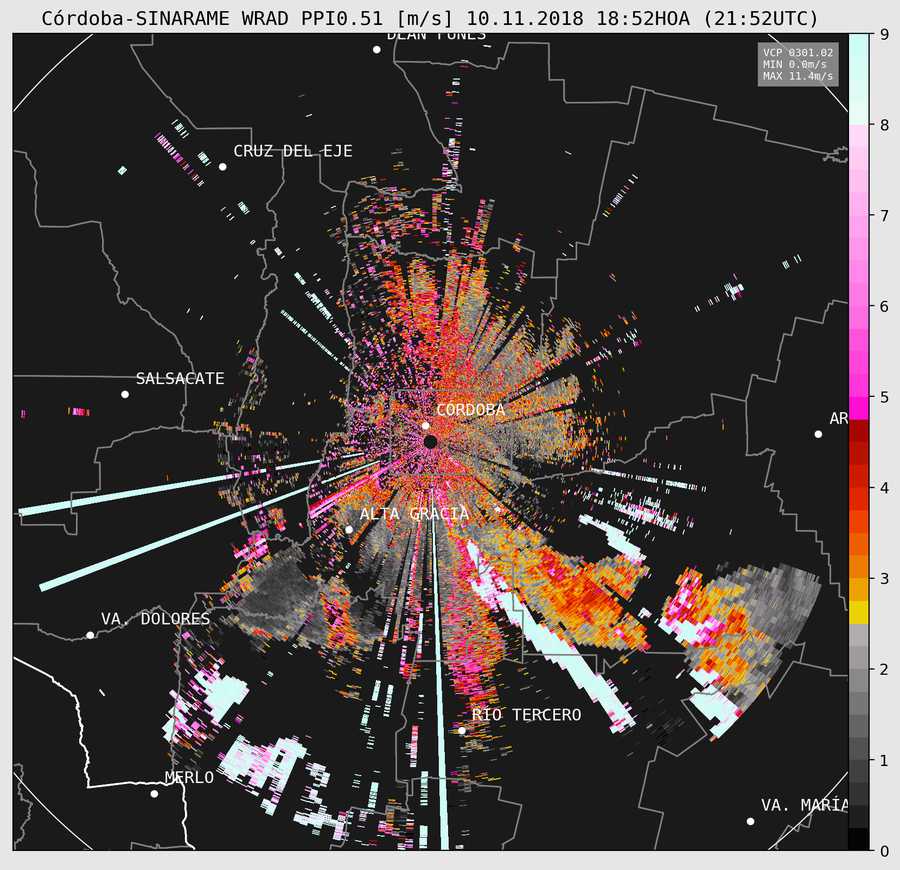 Córdoba-SINARAME WRAD PPI0.51 [m/s] 10.11.2018 18:52HOA (21:52UTC)
DEAN FUNES
VCP 0301.02
MIN 0.0m/s
MAX 11.4m/s
9
CRUZ DEL EJE
8
7
6
SALSACATE
5
CORDOBA
AR
4
ALTA GRACIA
3
VA. DOLORES
2
RIO TERCERO
1
MERLO
VA. MARÍA
0